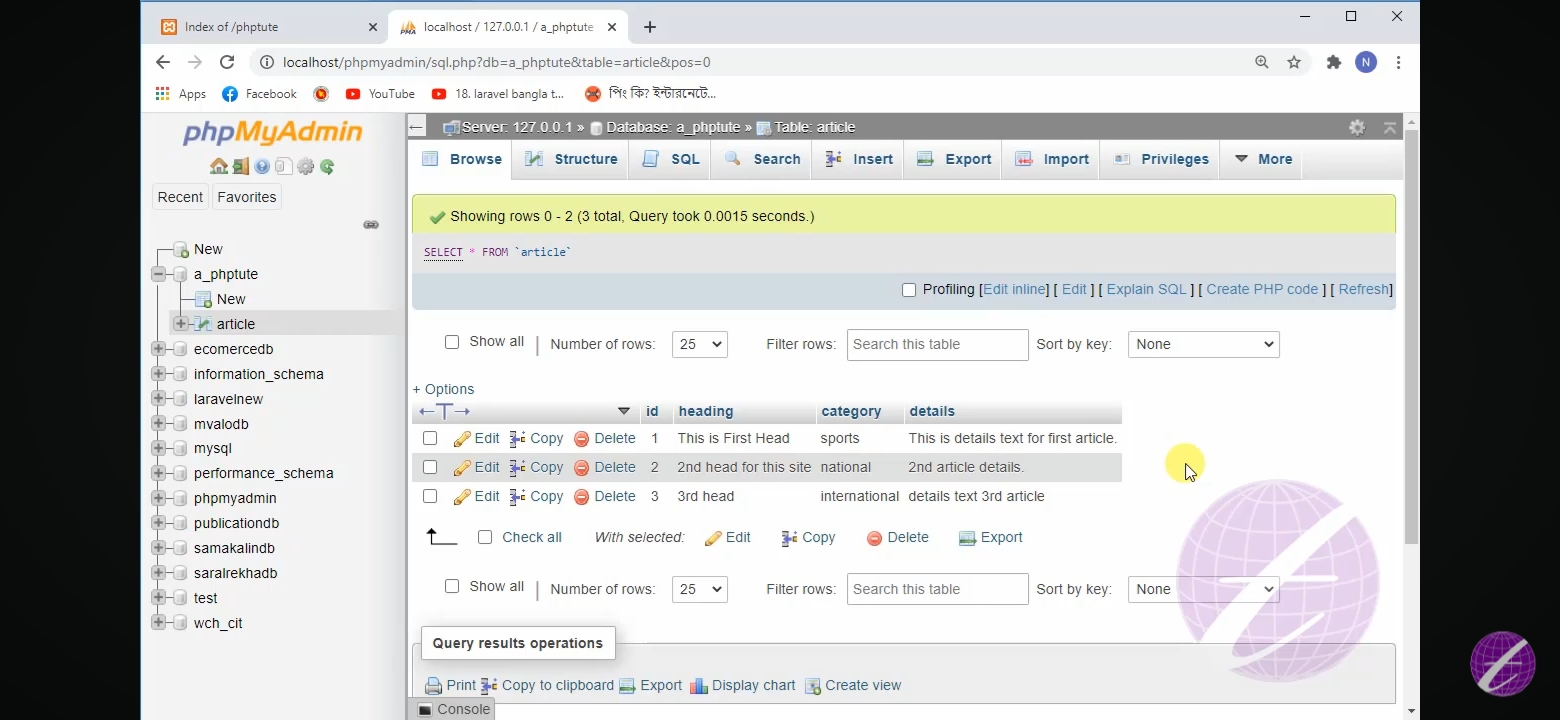 Index of /phptute
localhost / 127.0.0.1 / a_phptute
localhost/phpmyadmin/sql.php?db=a_phptute&table=article&pos=0
N
Apps Facebook YouTube 18. laravel bangla t... পিং কি? ইন্টারনেটে...
phpMyAdmin
Recent Favorites
New
a_phptute
New
article
ecomercedb
information_schema
laravelnew
mvalodb
mysql
performance_schema
phpmyadmin
publicationdb
samakalindb
saralrekhadb
test
wch_cit
Server: 127.0.0.1 » Database: a_phptute » Table: article
Browse Structure SQL Search Insert Export Import Privileges More
Showing rows 0 - 2 (3 total, Query took 0.0015 seconds.)
SELECT * FROM `article`
Profiling [Edit inline] [ Edit ] [ Explain SQL ] [ Create PHP code ] [ Refresh]
Show all | Number of rows: 25 Filter rows: Search this table Sort by key: None
+ Options
←T→ id heading category details
Edit Copy Delete 1 This is First Head sports This is details text for first article.
Edit Copy Delete 2 2nd head for this site national 2nd article details.
Edit Copy Delete 3 3rd head international details text 3rd article
Check all With selected: Edit Copy Delete Export
Show all | Number of rows: 25 Filter rows: Search this table Sort by key: None
Query results operations
Print Copy to clipboard Export Display chart Create view
Console